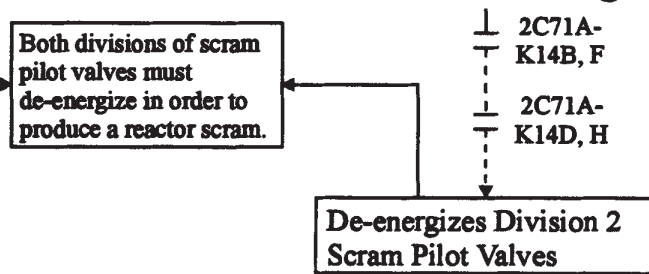 Both divisions of scram
pilot valves must
de-energize in order to
produce a reactor scram.
2C71A-
K14B, F
2C71A-
K14D, H
De-energizes Division 2
Scram Pilot Valves